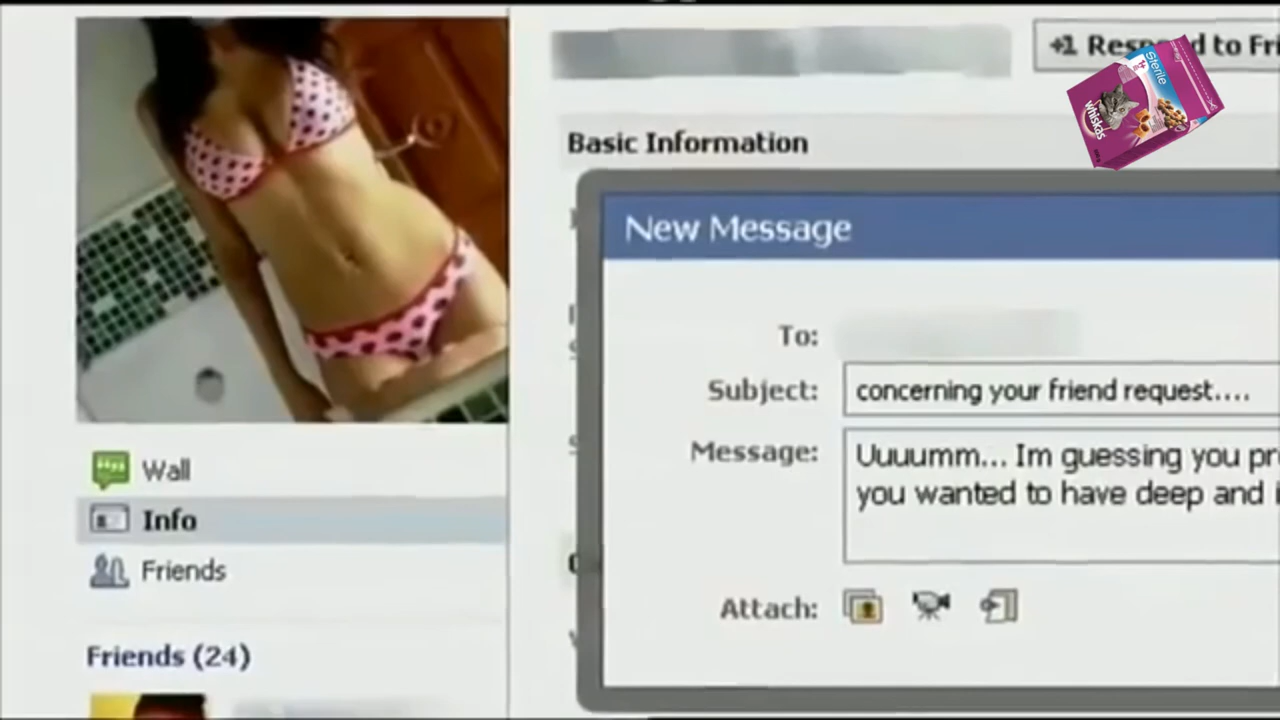 +1 Respond to Fri
Sterile
1+
whiskas
Basic Information
New Message
To:
Subject: concerning your friend request....
Message: Uuuumm... Im guessing you pr
you wanted to have deep and i
Wall
Info
Friends
Attach:
Friends (24)